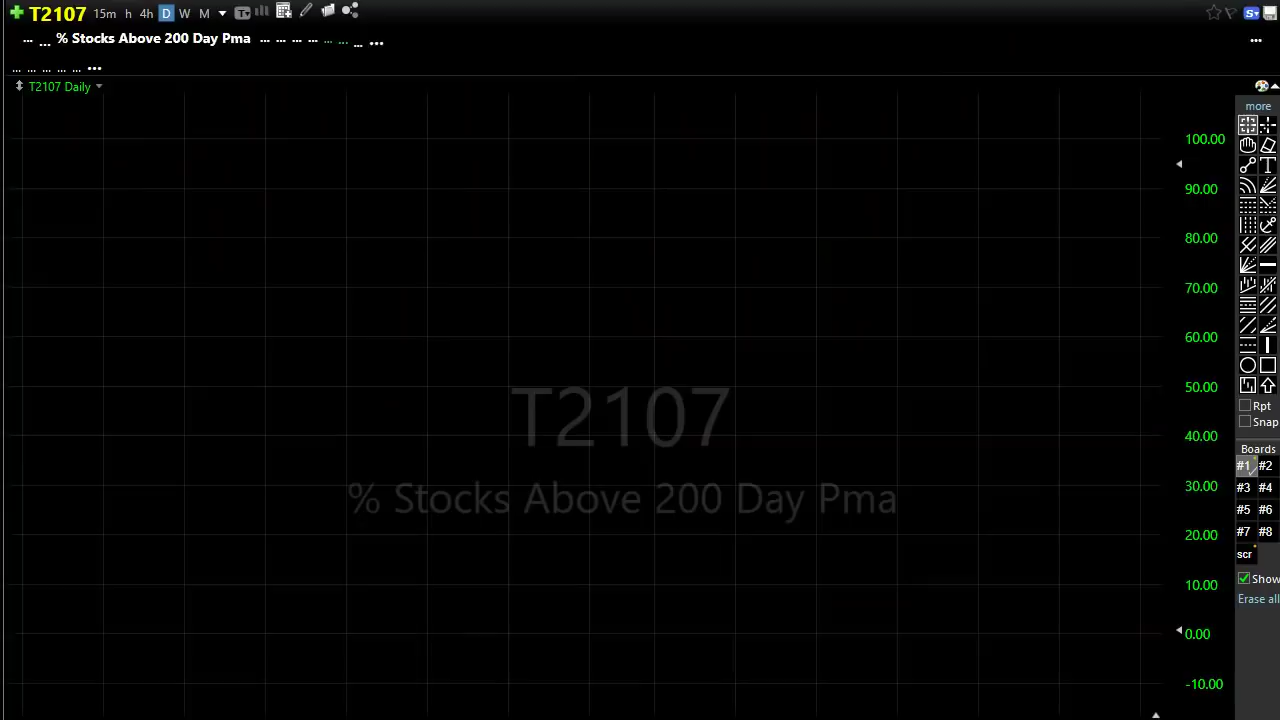 T2107 15m h 4h D W M T
... ... % Stocks Above 200 Day Pma ... ... ... ... ... ... ... ... ...
... ... ... ... ... ...
T2107 Daily
more
100.00
90.00
80.00
70.00
60.00
50.00
40.00
30.00
20.00
10.00
0.00
-10.00
T2107
% Stocks Above 200 Day Pma
S
T
Rpt
Snap
Boards
#1 #2
#3 #4
#5 #6
#7 #8
scr
Show
Erase all